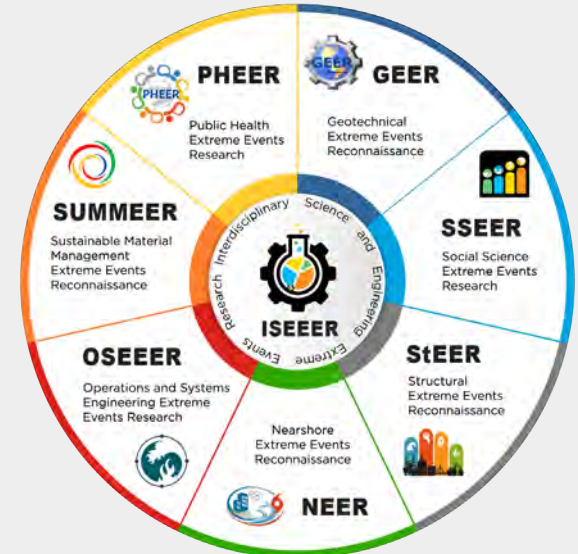 PHEER
PHEER
Public Health
Extreme Events
Research
GEER
GEER
Geotechnical
Extreme Events
Reconnaissance
SSEER
Social Science
Extreme Events
Research
StEER
Structural
Extreme Events
Reconnaissance
Nearshore
Extreme Events
Reconnaissance
NEER
OSEEER
Operations and Systems
Engineering Extreme
Events Research
SUMMEER
Sustainable Material
Management
Extreme Events
Reconnaissance
Interdisciplinary Science and Engineering Extreme Events Research
ISEEER